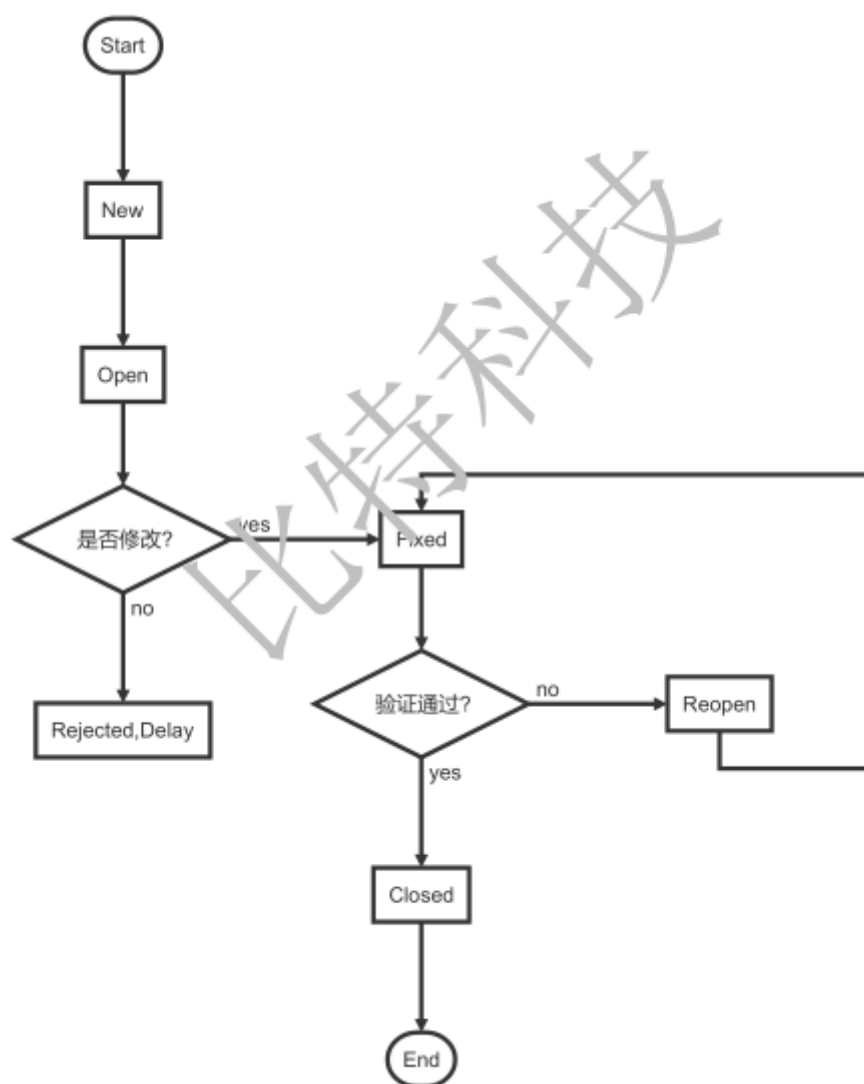 Start
New
Open
是否修改?
yes
no
Rejected,Delay
Fixed
验证通过?
no
Reopen
yes
Closed
End
比特科技